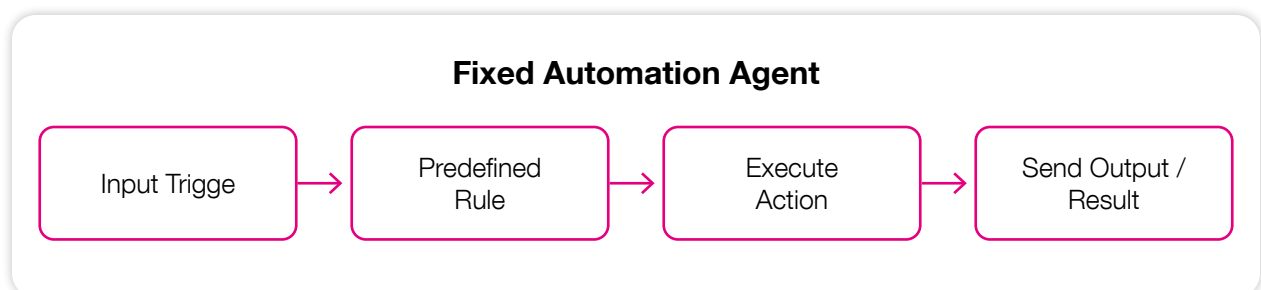 Fixed Automation Agent
Input Trigge
Predefined
Rule
Execute
Action
Send Output /
Result